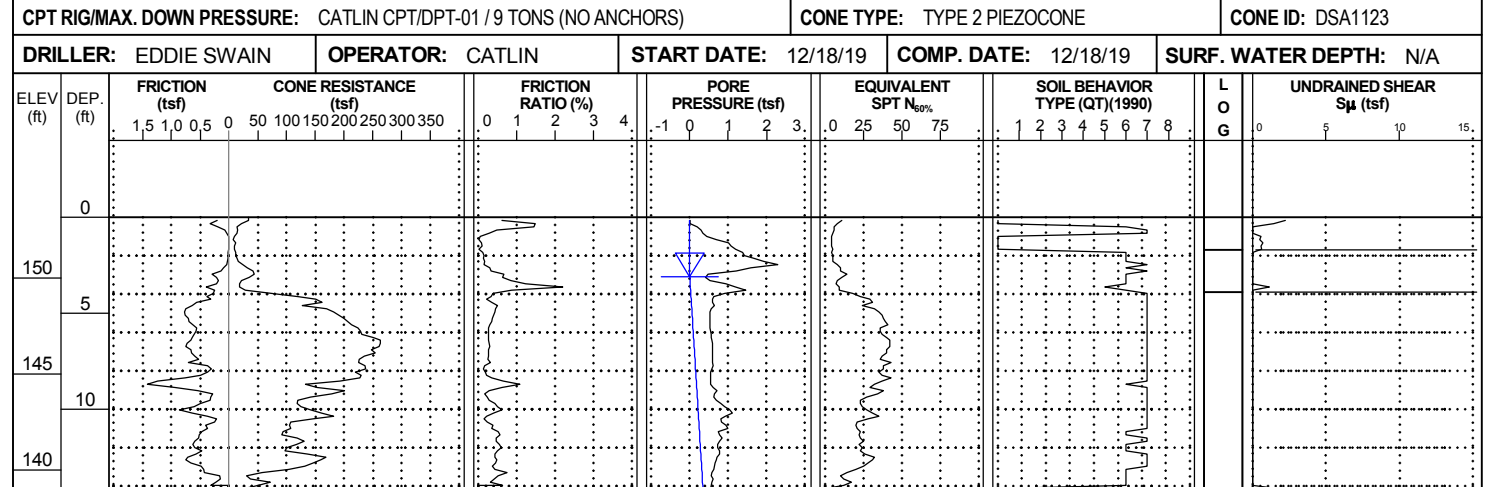 CPT RIG/MAX. DOWN PRESSURE: CATLIN CPT/DPT-01 / 9 TONS (NO ANCHORS) CONE TYPE: TYPE 2 PIEZOCONE CONE ID: DSA1123
DRILLER: EDDIE SWAIN OPERATOR: CATLIN START DATE: 12/18/19 COMP. DATE: 12/18/19 SURF. WATER DEPTH: N/A
ELEV (ft)
DEP. (ft)
FRICTION (tsf)
1,5 1,0 0,5 0
CONE RESISTANCE (tsf)
50 100 150 200 250 300 350
FRICTION RATIO (%)
0 1 2 3 4
PORE PRESSURE (tsf)
-1 0 1 2 3
EQUIVALENT SPT N60%
0 25 50 75
SOIL BEHAVIOR TYPE (QT)(1990)
1 2 3 4 5 6 7 8
LOG
UNDRAINED SHEAR Sµ (tsf)
0 5 10 15
0
150
5
145
10
140